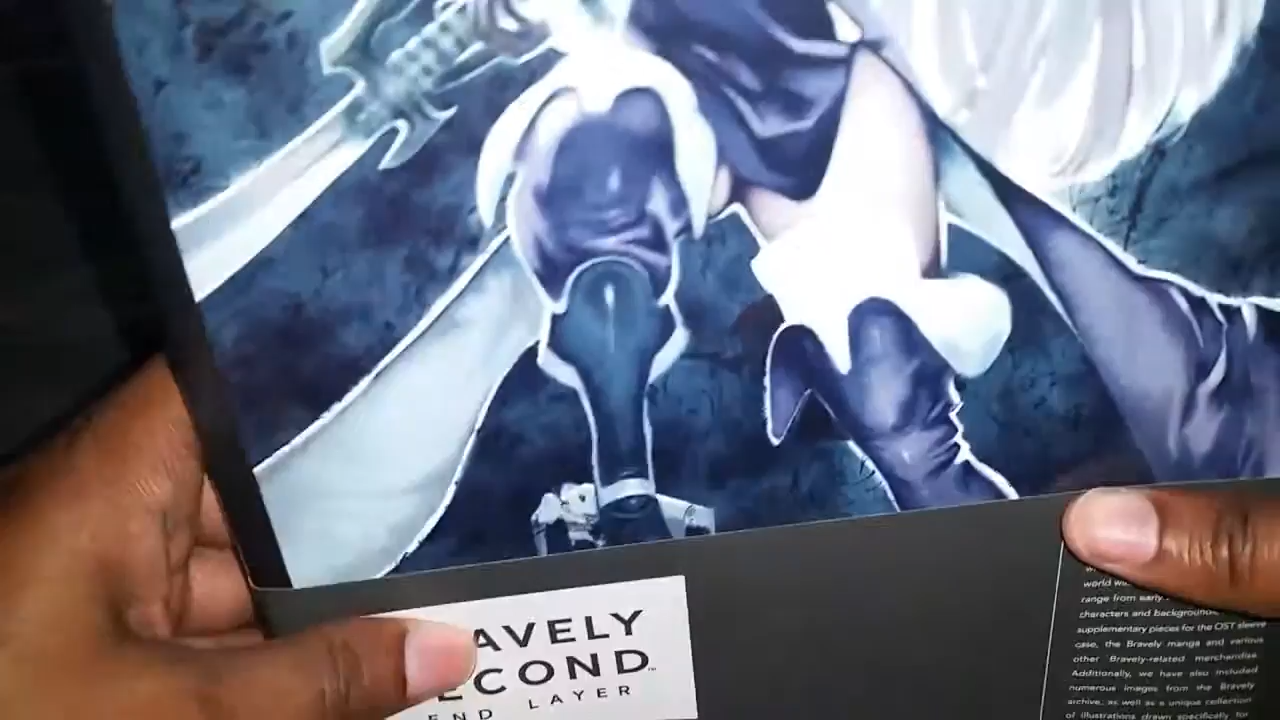 AVELY
ECOND™
END LAYER
world
range from early
characters and backgrounds
supplementary pieces for the OST sleeve
case, the Bravely manga and various
other Bravely-related merchandise.
Additionally, we have also included
numerous images from the Bravely
archive, as well as a unique collection
of illustrations drawn specifically for